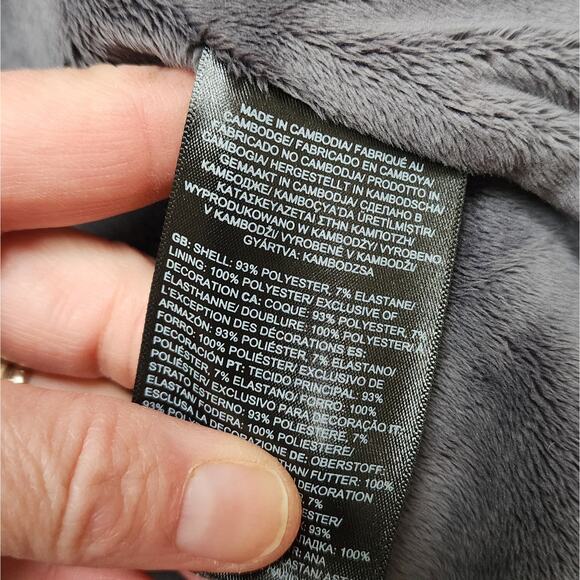 MADE IN CAMBODIA/ FABRIQUÉ AU
CAMBODGE/ FABRICADO EN CAMBOYA/
FABRICADO NO CAMBODJA/ PRODOTTO IN
CAMBOGIA/ HERGESTELLT IN KAMBODSCHA/
GEMAAKT IN CAMBODJA/ СДЕЛАНО В
КАМБОДЖЕ/ KAMBOÇYA'DA ÜRETİLMİŞTİR/
ΚΑΤΑΣΚΕΥΑΖΕΤΑΙ ΣΤΗΝ ΚΑΜΠΟΤΖΗ/
WYPRODUKOWANO W KAMBODŻY/ VYROBENO
V KAMBODŽI/ VYROBENÉ V KAMBODŽI/
GYÁRTVA: KAMBODZSA
GB: SHELL: 93% POLYESTER, 7% ELASTANE/
LINING: 100% POLYESTER/ EXCLUSIVE OF
DECORATION CA: COQUE: 93% POLYESTER, 7%
ÉLASTHANNE/ DOUBLURE: 100% POLYESTER/
L'EXCEPTION DES DÉCORATIONS ES:
ARMAZÓN: 93% POLIÉSTER, 7% ELASTANO/
FORRO: 100% POLIÉSTER/ EXCLUSIVO DE
DECORACIÓN PT: TECIDO PRINCIPAL: 93%
POLIÉSTER, 7% ELASTANO/ FORRO: 100%
POLIÉSTER/ EXCLUSIVO PARA DECORAÇÃO IT:
STRATO ESTERNO: 93% POLIESTERE, 7%
ELASTAN/ FODERA: 100% POLIESTERE/
ESCLUSA LA DECORAZIONE DE: OBERSTOFF:
93% POLYESTER, FUTTER: 100%
DEKORATION
7%
93%
100%
ANA